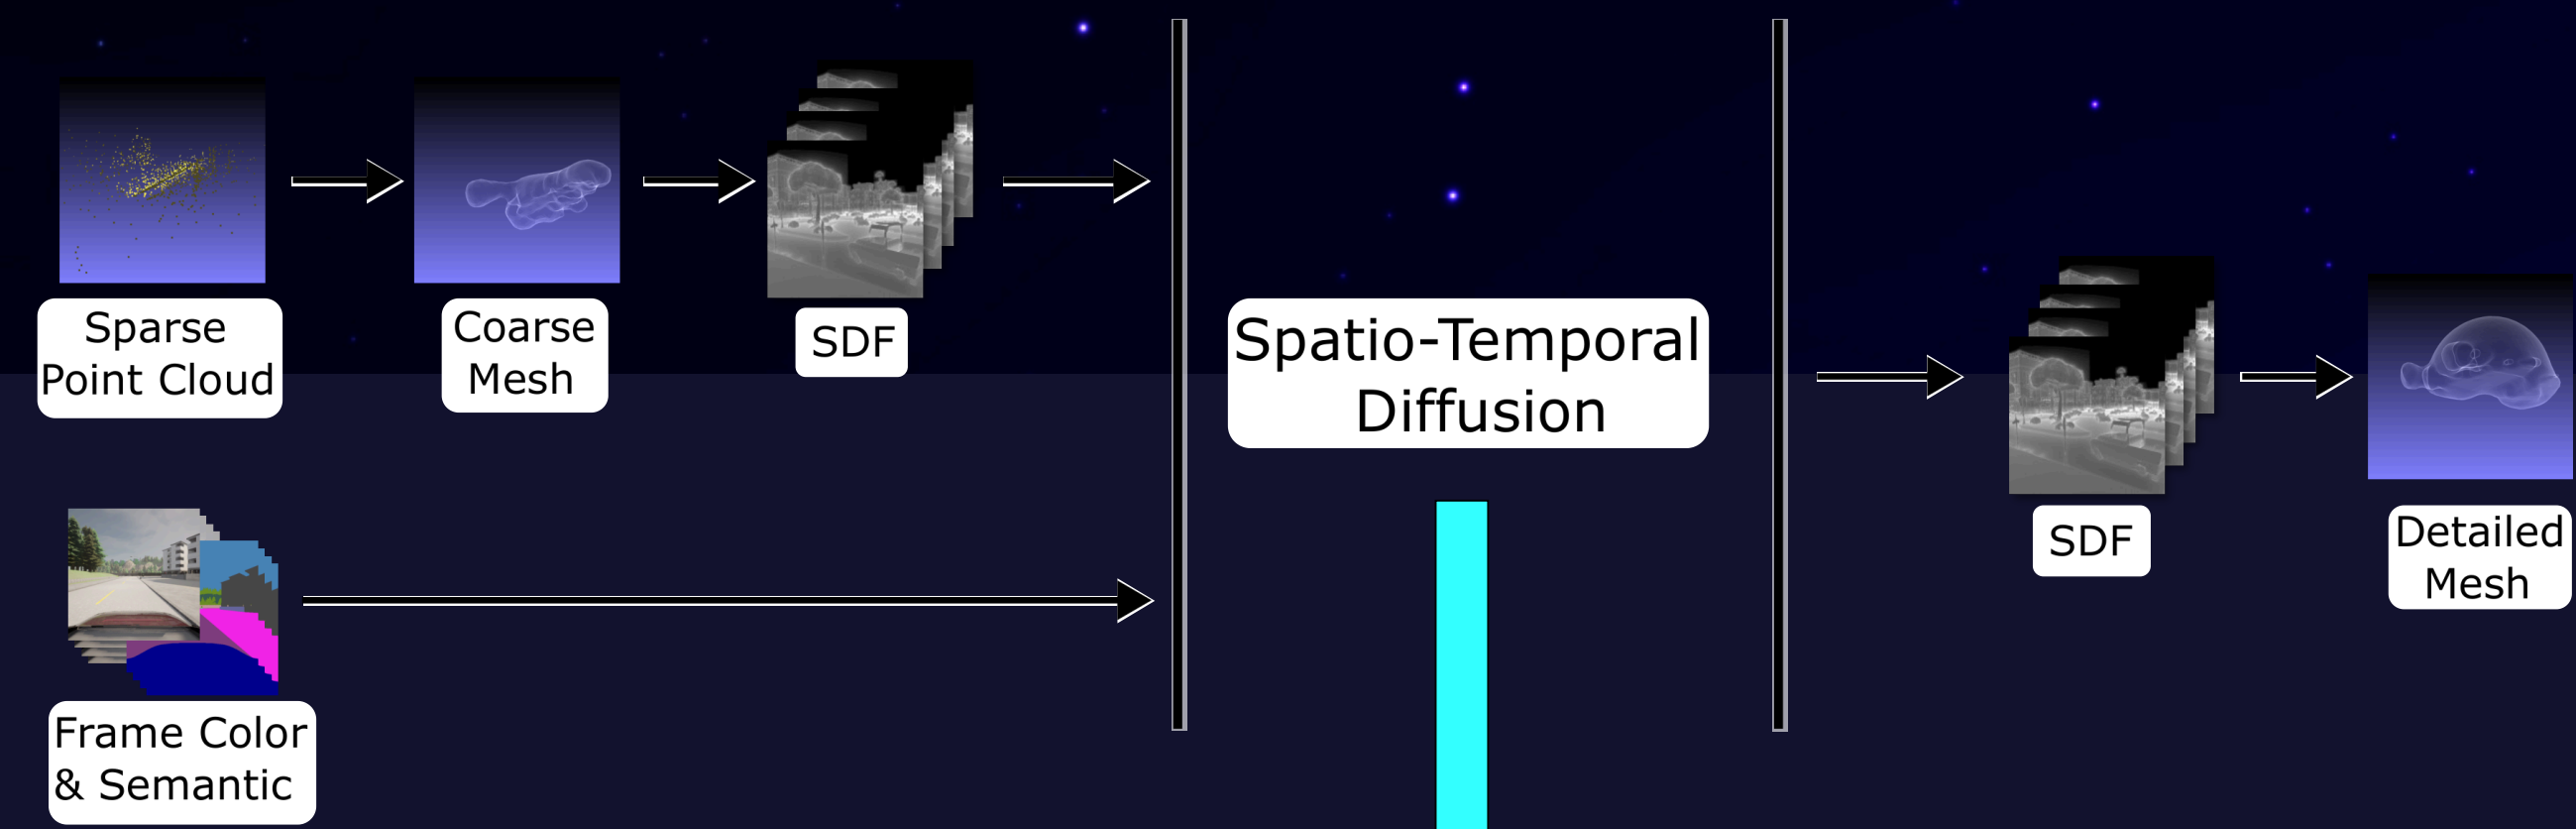 Sparse
Point Cloud
Coarse
Mesh
SDF
Spatio-Temporal
Diffusion
SDF
Detailed
Mesh
Frame Color
& Semantic